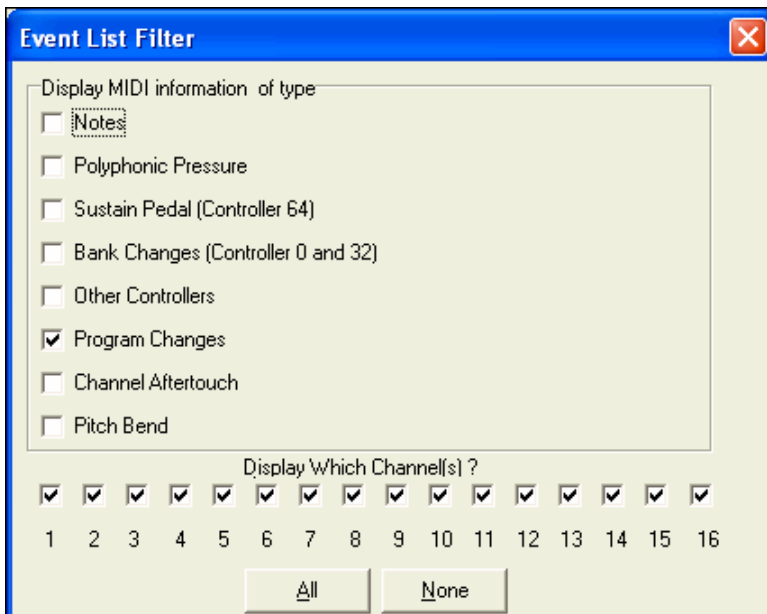 Event List Filter
Display MIDI information of type
Notes
Polyphonic Pressure
Sustain Pedal (Controller 64)
Bank Changes (Controller 0 and 32)
Other Controllers
Program Changes
Channel Aftertouch
Pitch Bend
Display Which Channel(s) ?
1 2 3 4 5 6 7 8 9 10 11 12 13 14 15 16
All None